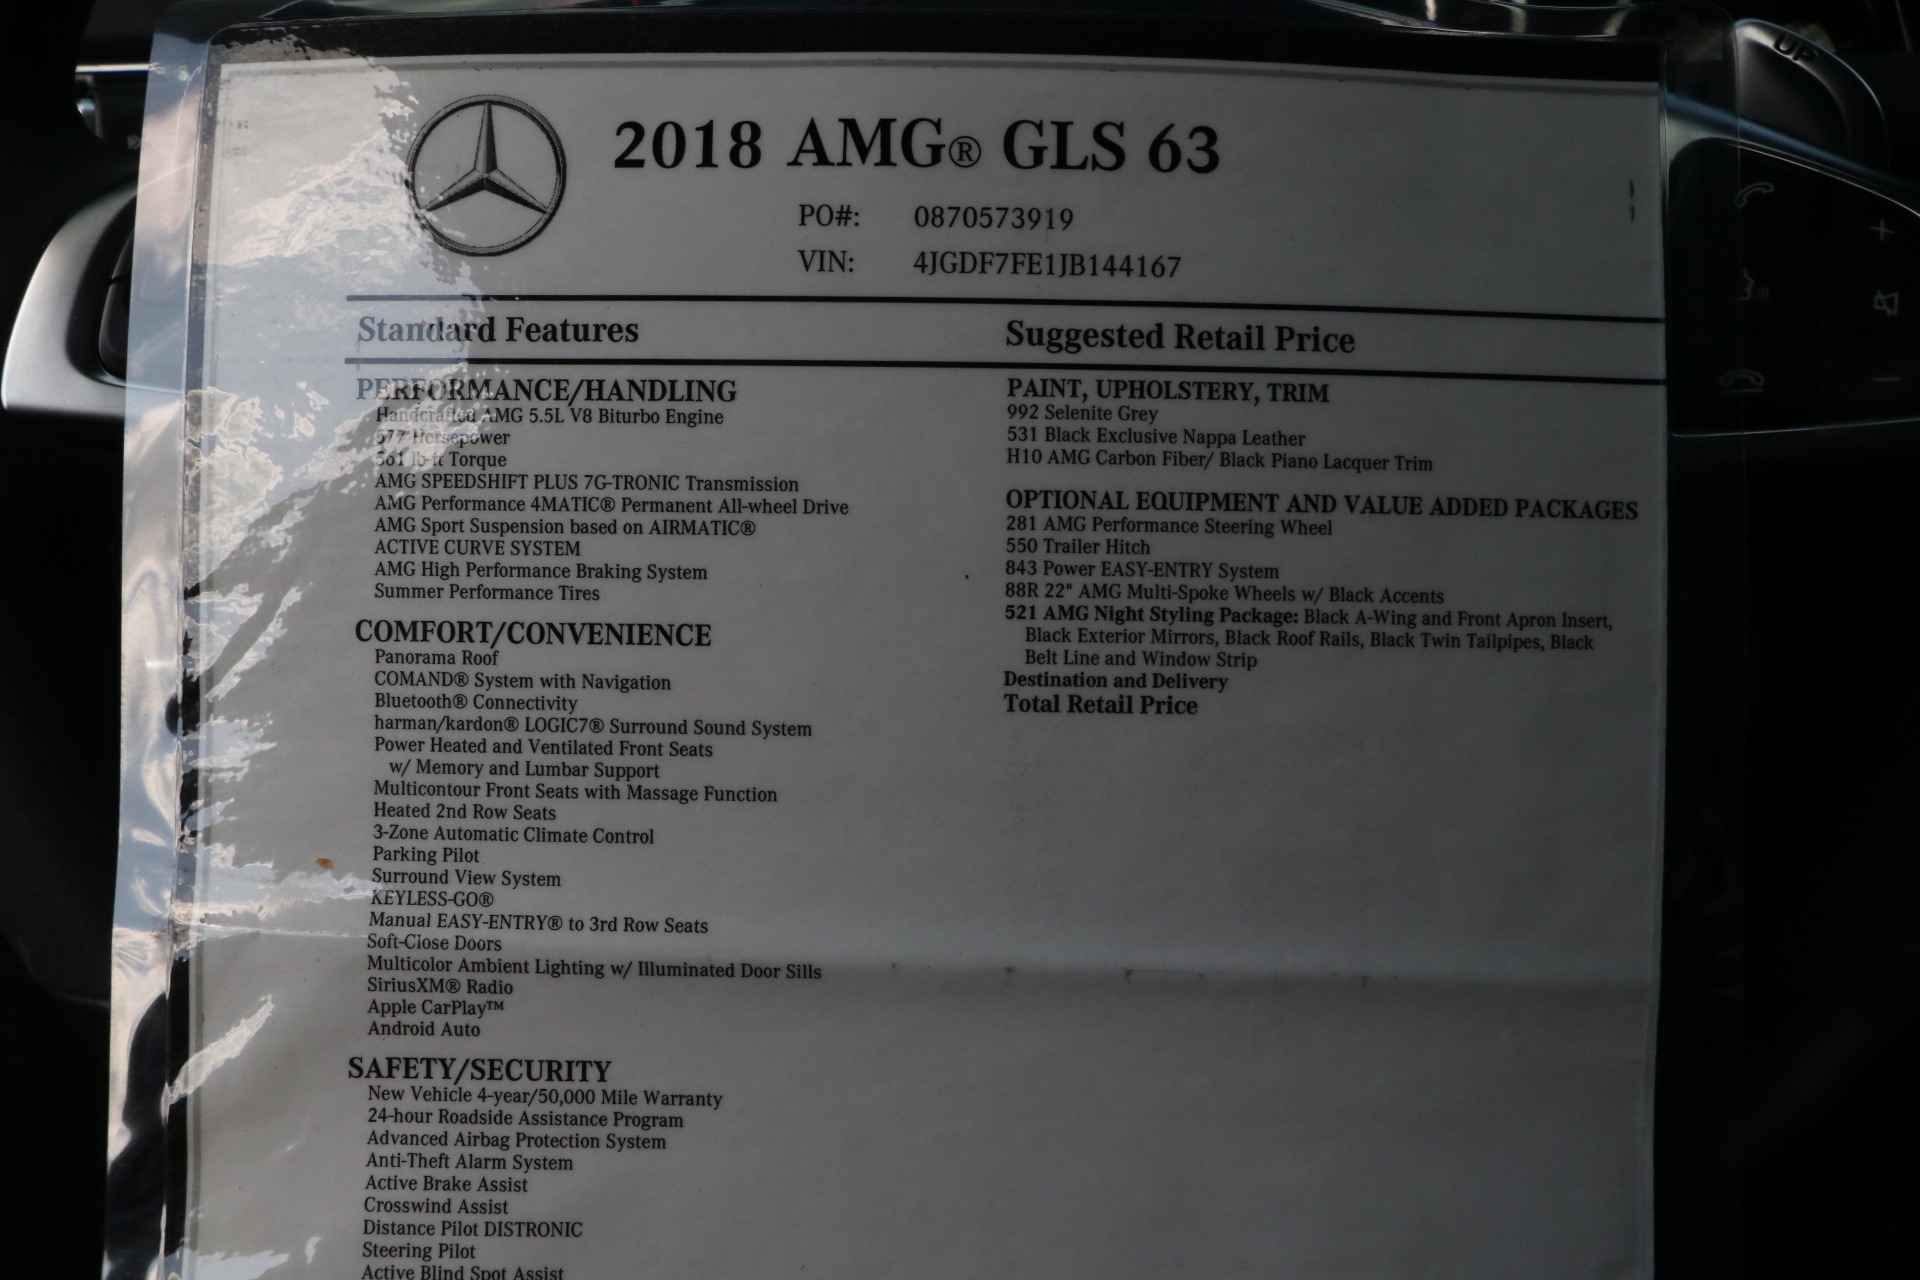 UP
2018 AMG® GLS 63
PO#: 0870573919
VIN: 4JGDF7FE1JB144167
Standard Features
PERFORMANCE/HANDLING
Handcrafted AMG 5.5L V8 Biturbo Engine
577 Horsepower
561 lb-ft Torque
AMG SPEEDSHIFT PLUS 7G-TRONIC Transmission
AMG Performance 4MATIC® Permanent All-wheel Drive
AMG Sport Suspension based on AIRMATIC®
ACTIVE CURVE SYSTEM
AMG High Performance Braking System
Summer Performance Tires
COMFORT/CONVENIENCE
Panorama Roof
COMAND® System with Navigation
Bluetooth® Connectivity
harman/kardon® LOGIC7® Surround Sound System
Power Heated and Ventilated Front Seats
w/ Memory and Lumbar Support
Multicontour Front Seats with Massage Function
Heated 2nd Row Seats
3-Zone Automatic Climate Control
Parking Pilot
Surround View System
KEYLESS-GO®
Manual EASY-ENTRY® to 3rd Row Seats
Soft-Close Doors
Multicolor Ambient Lighting w/ Illuminated Door Sills
SiriusXM® Radio
Apple CarPlay™
Android Auto
SAFETY/SECURITY
New Vehicle 4-year/50,000 Mile Warranty
24-hour Roadside Assistance Program
Advanced Airbag Protection System
Anti-Theft Alarm System
Active Brake Assist
Crosswind Assist
Distance Pilot DISTRONIC
Steering Pilot
Active Blind Spot Assist
Suggested Retail Price
PAINT, UPHOLSTERY, TRIM
992 Selenite Grey
531 Black Exclusive Nappa Leather
H10 AMG Carbon Fiber/ Black Piano Lacquer Trim
OPTIONAL EQUIPMENT AND VALUE ADDED PACKAGES
281 AMG Performance Steering Wheel
550 Trailer Hitch
843 Power EASY-ENTRY System
88R 22" AMG Multi-Spoke Wheels w/ Black Accents
521 AMG Night Styling Package: Black A-Wing and Front Apron Insert,
Black Exterior Mirrors, Black Roof Rails, Black Twin Tailpipes, Black
Belt Line and Window Strip
Destination and Delivery
Total Retail Price